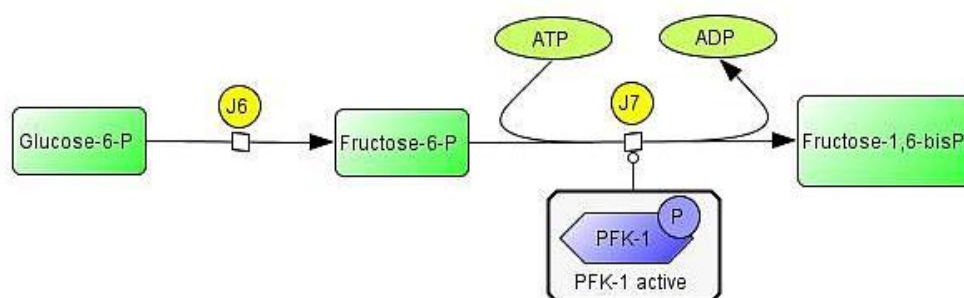 ATP
ADP
J6
J7
Glucose-6-P
Fructose-6-P
Fructose-1,6-bisP
P
PFK-1
PFK-1 active